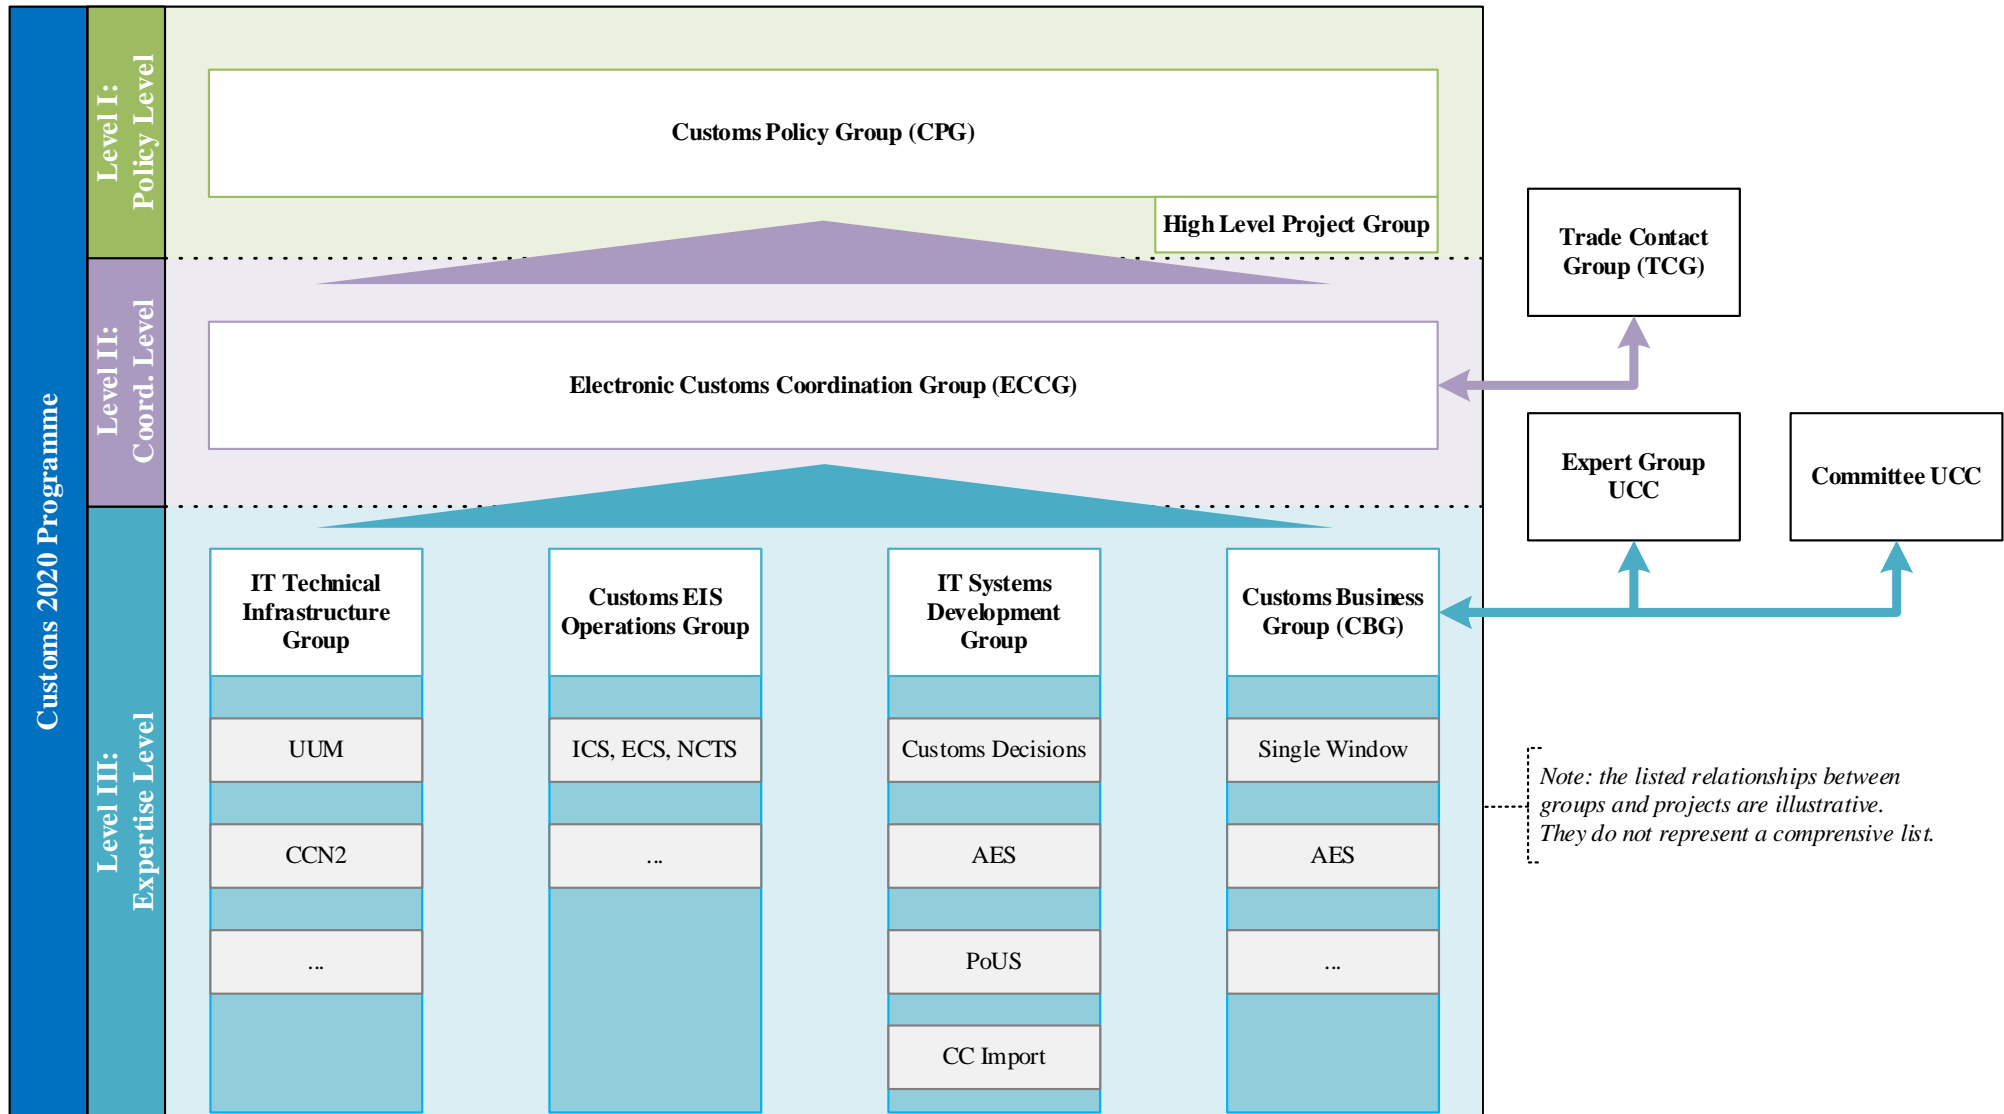 Customs 2020 Programme
Level I:
Policy Level
Customs Policy Group (CPG)
High Level Project Group
Level II:
Coord. Level
Electronic Customs Coordination Group (ECCG)
Trade Contact
Group (TCG)
Expert Group
UCC
Committee UCC
Level III:
Expertise Level
IT Technical
Infrastructure
Group
UUM
CCN2
...
Customs EIS
Operations Group
ICS, ECS, NCTS
...
IT Systems
Development
Group
Customs Decisions
AES
PoUS
CC Import
Customs Business
Group (CBG)
Single Window
AES
...
Note: the listed relationships between
groups and projects are illustrative.
They do not represent a comprensive list.